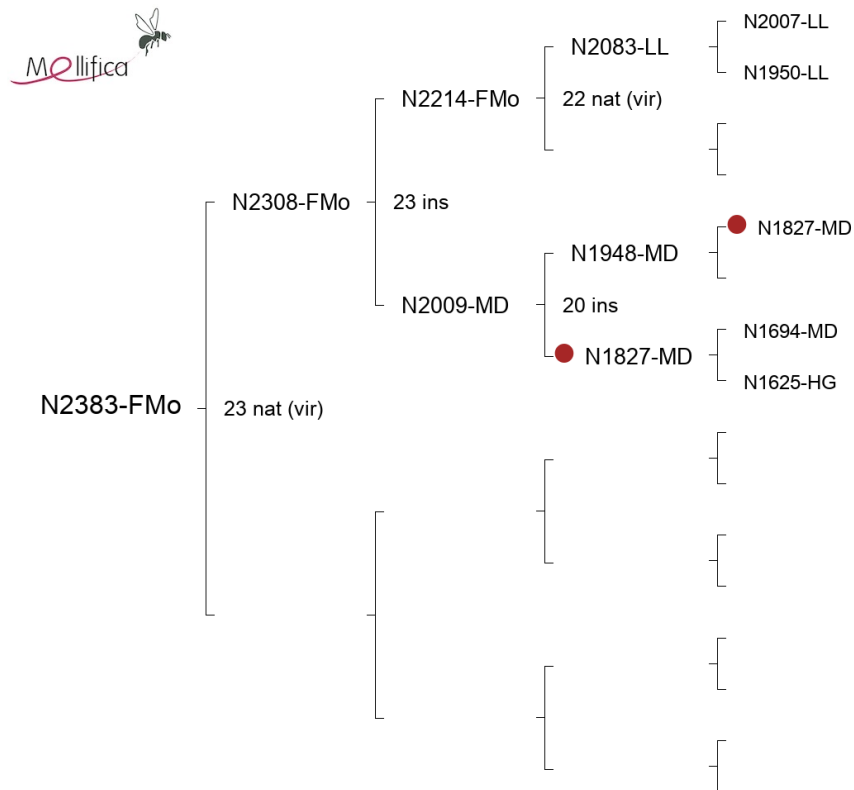 Mellifica
N2007-LL
N2083-LL
N1950-LL
N2214-FMo
22 nat (vir)
N2308-FMo
23 ins
N1827-MD
N1948-MD
N2009-MD
20 ins
N1694-MD
N1827-MD
N1625-HG
N2383-FMo
23 nat (vir)